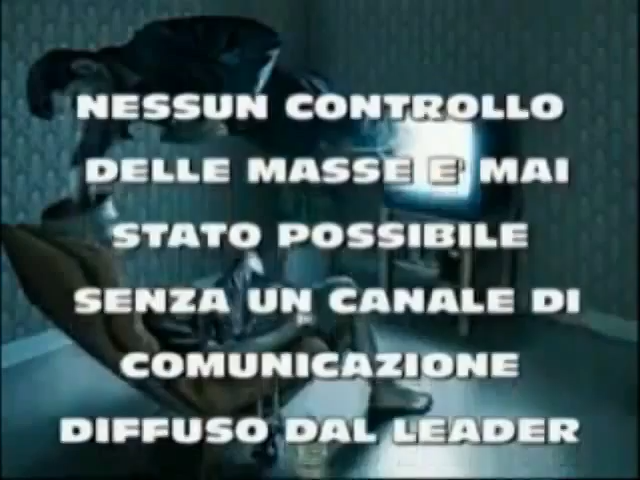 NESSUN CONTROLLO
DELLE MASSE E' MAI
STATO POSSIBILE
SENZA UN CANALE DI
COMUNICAZIONE
DIFFUSO DAL LEADER